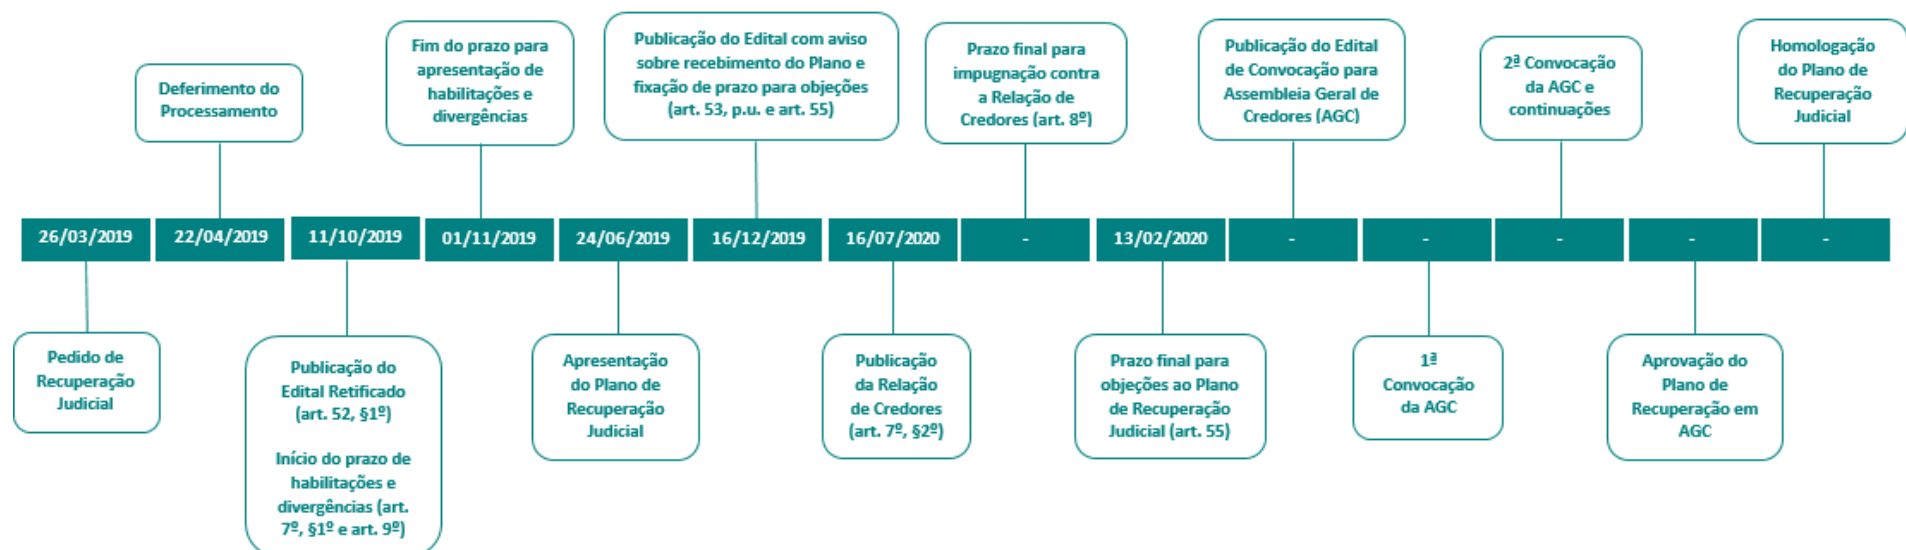 Deferimento do
Processamento
Fim do prazo para
apresentação de
habilitações e
divergências
Publicação do Edital com aviso
sobre recebimento do Plano e
fixação de prazo para objeções
(art. 53, p.u. e art. 55)
Prazo final para
impugnação contra
a Relação de
Credores (art. 8º)
Publicação do Edital
de Convocação para
Assembleia Geral de
Credores (AGC)
2ª Convocação
da AGC e
continuações
Homologação
do Plano de
Recuperação
Judicial
26/03/2019
22/04/2019
11/10/2019
01/11/2019
24/06/2019
16/12/2019
16/07/2020
-
13/02/2020
-
-
-
-
-
Pedido de
Recuperação
Judicial
Publicação do
Edital Retificado
(art. 52, §1º)
Início do prazo de
habilitações e
divergências (art.
7º, §1º e art. 9º)
Apresentação
do Plano de
Recuperação
Judicial
Publicação
da Relação
de Credores
(art. 7º, §2º)
Prazo final para
objeções ao Plano
de Recuperação
Judicial (art. 55)
1ª
Convocação
da AGC
Aprovação do
Plano de
Recuperação em
AGC